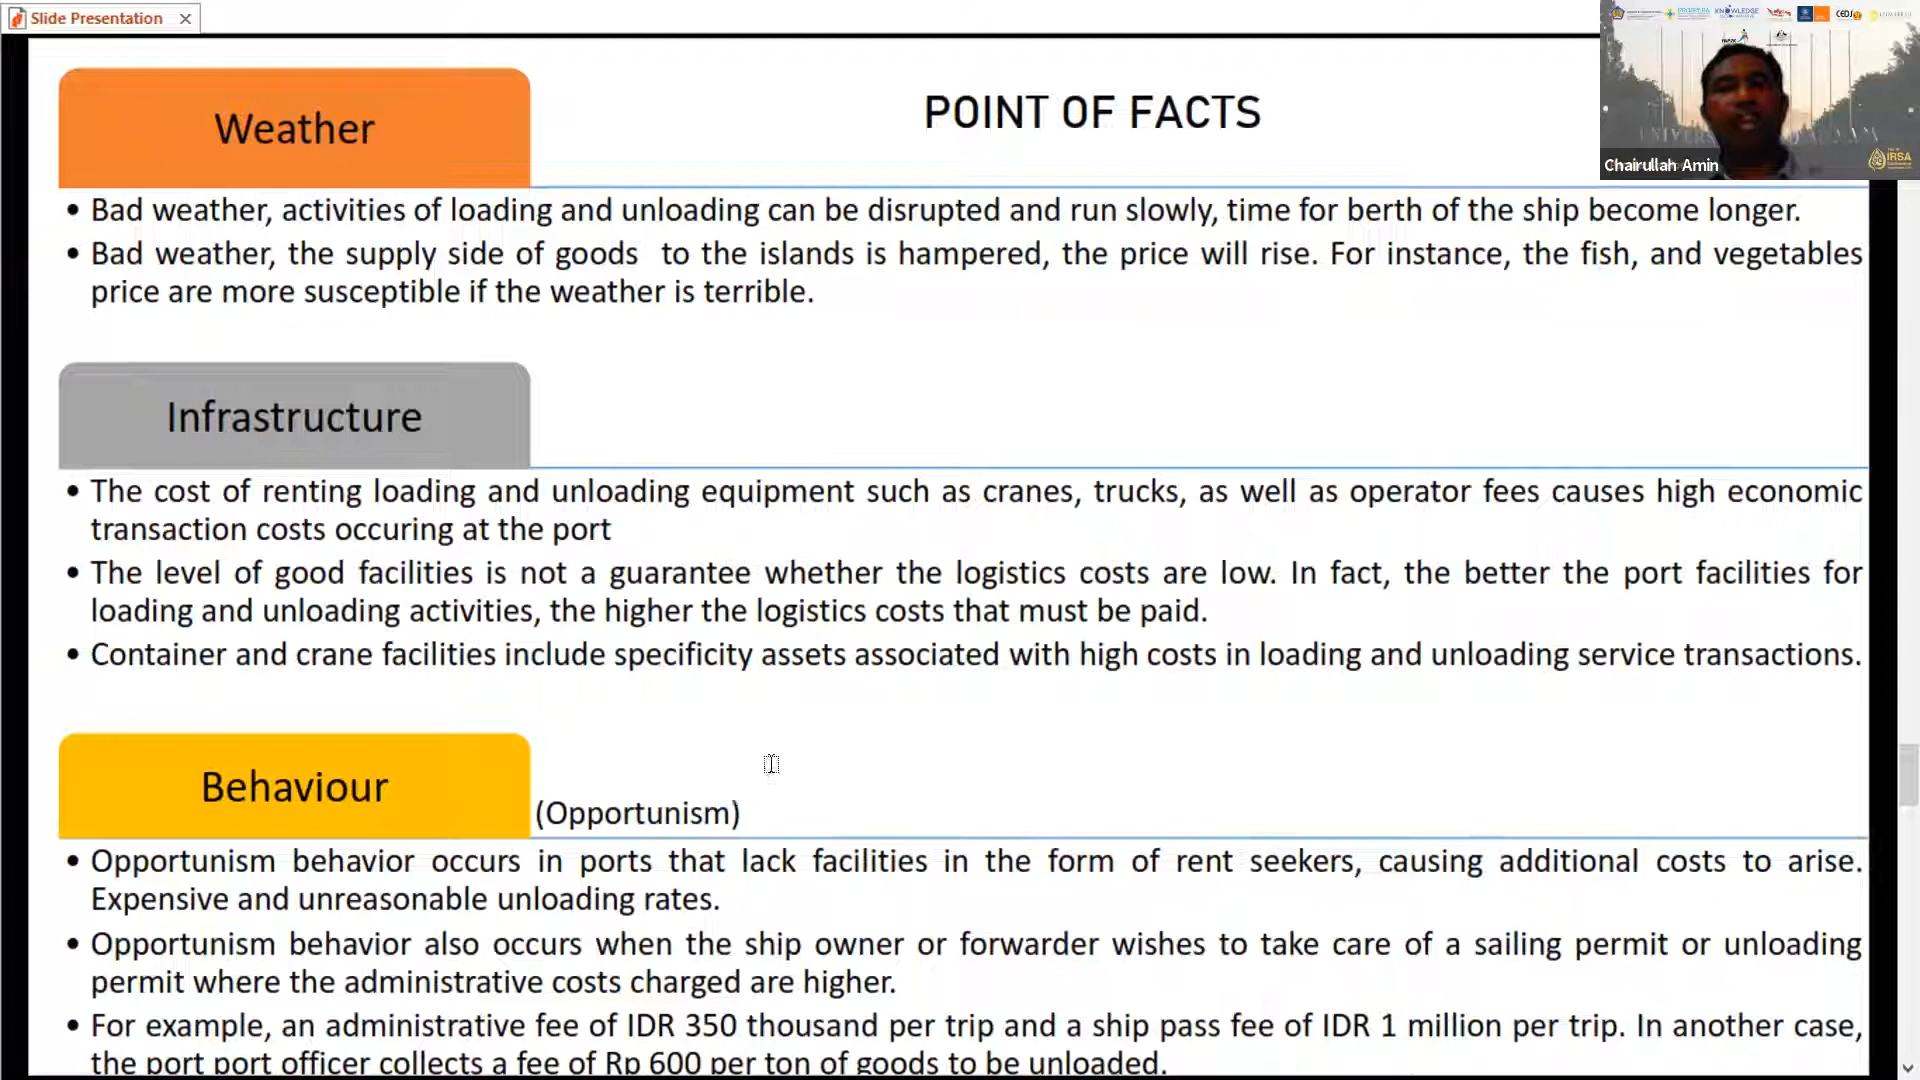 Slide Presentation
POINT OF FACTS
Weather
• Bad weather, activities of loading and unloading can be disrupted and run slowly, time for berth of the ship become longer.
• Bad weather, the supply side of goods to the islands is hampered, the price will rise. For instance, the fish, and vegetables
price are more susceptible if the weather is terrible.
Infrastructure
• The cost of renting loading and unloading equipment such as cranes, trucks, as well as operator fees causes high economic
transaction costs occuring at the port
• The level of good facilities is not a guarantee whether the logistics costs are low. In fact, the better the port facilities for
loading and unloading activities, the higher the logistics costs that must be paid.
• Container and crane facilities include specificity assets associated with high costs in loading and unloading service transactions.
Behaviour
(Opportunism)
• Opportunism behavior occurs in ports that lack facilities in the form of rent seekers, causing additional costs to arise.
Expensive and unreasonable unloading rates.
• Opportunism behavior also occurs when the ship owner or forwarder wishes to take care of a sailing permit or unloading
permit where the administrative costs charged are higher.
• For example, an administrative fee of IDR 350 thousand per trip and a ship pass fee of IDR 1 million per trip. In another case,
the port port officer collects a fee of Rp 600 per ton of goods to be unloaded.
KNOWLEDGE
Chairullah Amin
IRSA